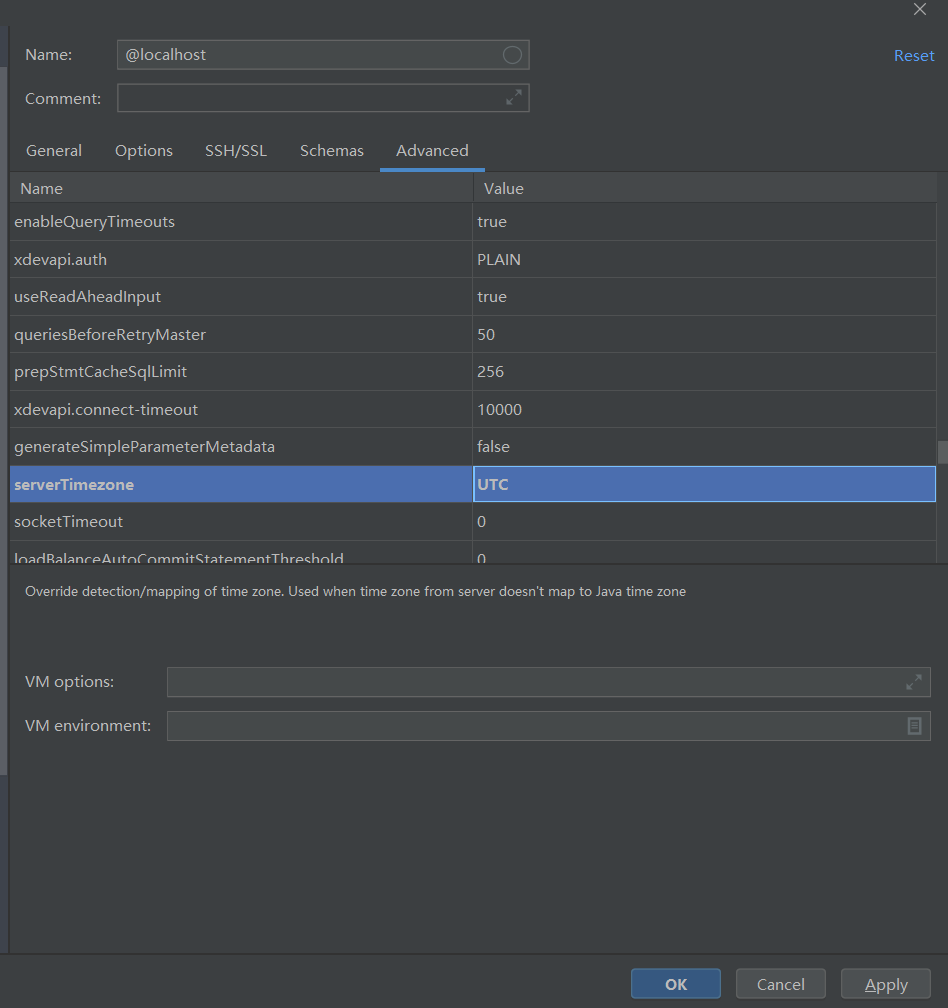 Name: @localhost Reset
Comment:
General Options SSH/SSL Schemas Advanced
Name Value
enableQueryTimeouts true
xdevapi.auth PLAIN
useReadAheadInput true
queriesBeforeRetryMaster 50
prepStmtCacheSqlLimit 256
xdevapi.connect-timeout 10000
generateSimpleParameterMetadata false
serverTimezone UTC
socketTimeout 0
loadBalanceAutoCommitStatementThreshold 0
Override detection/mapping of time zone. Used when time zone from server doesn't map to Java time zone
VM options:
VM environment:
OK Cancel Apply